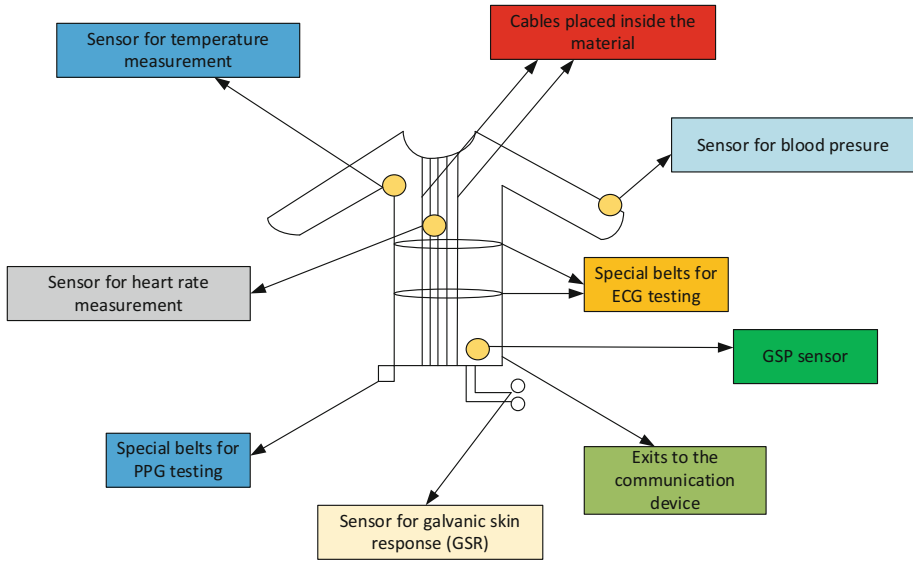 Sensor for temperature
measurement
Cables placed inside the
material
Sensor for blood presure
Sensor for heart rate
measurement
Special belts for
ECG testing
GSP sensor
Special belts for
PPG testing
Exits to the
communication
device
Sensor for galvanic skin
response (GSR)